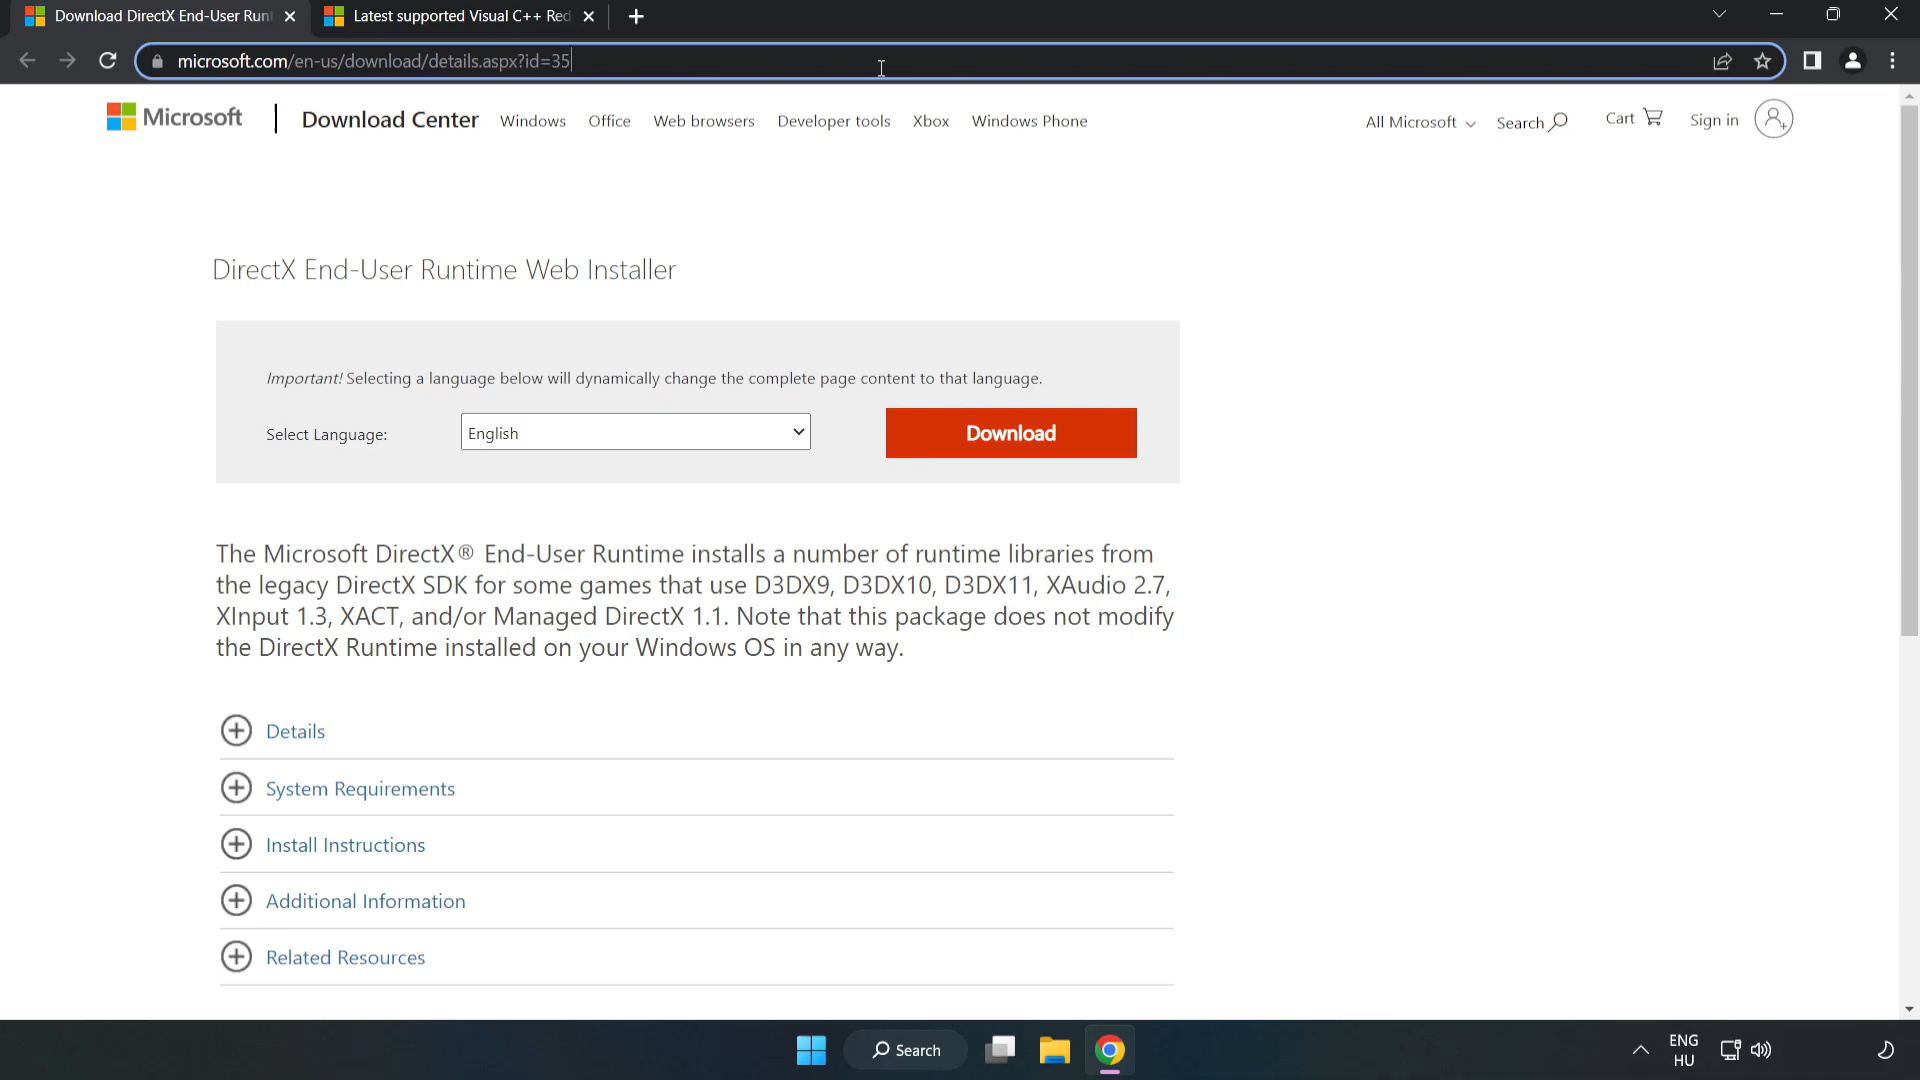 Download DirectX End-User Runt
Latest supported Visual C++ Red
microsoft.com/en-us/download/details.aspx?id=35
Microsoft
Download Center
Windows
Office
Web browsers
Developer tools
Xbox
Windows Phone
All Microsoft
Search
Cart
Sign in
DirectX End-User Runtime Web Installer
Important! Selecting a language below will dynamically change the complete page content to that language.
Select Language:
English
Download
The Microsoft DirectX® End-User Runtime installs a number of runtime libraries from
the legacy DirectX SDK for some games that use D3DX9, D3DX10, D3DX11, XAudio 2.7,
XInput 1.3, XACT, and/or Managed DirectX 1.1. Note that this package does not modify
the DirectX Runtime installed on your Windows OS in any way.
Details
System Requirements
Install Instructions
Additional Information
Related Resources
Search
ENG
HU